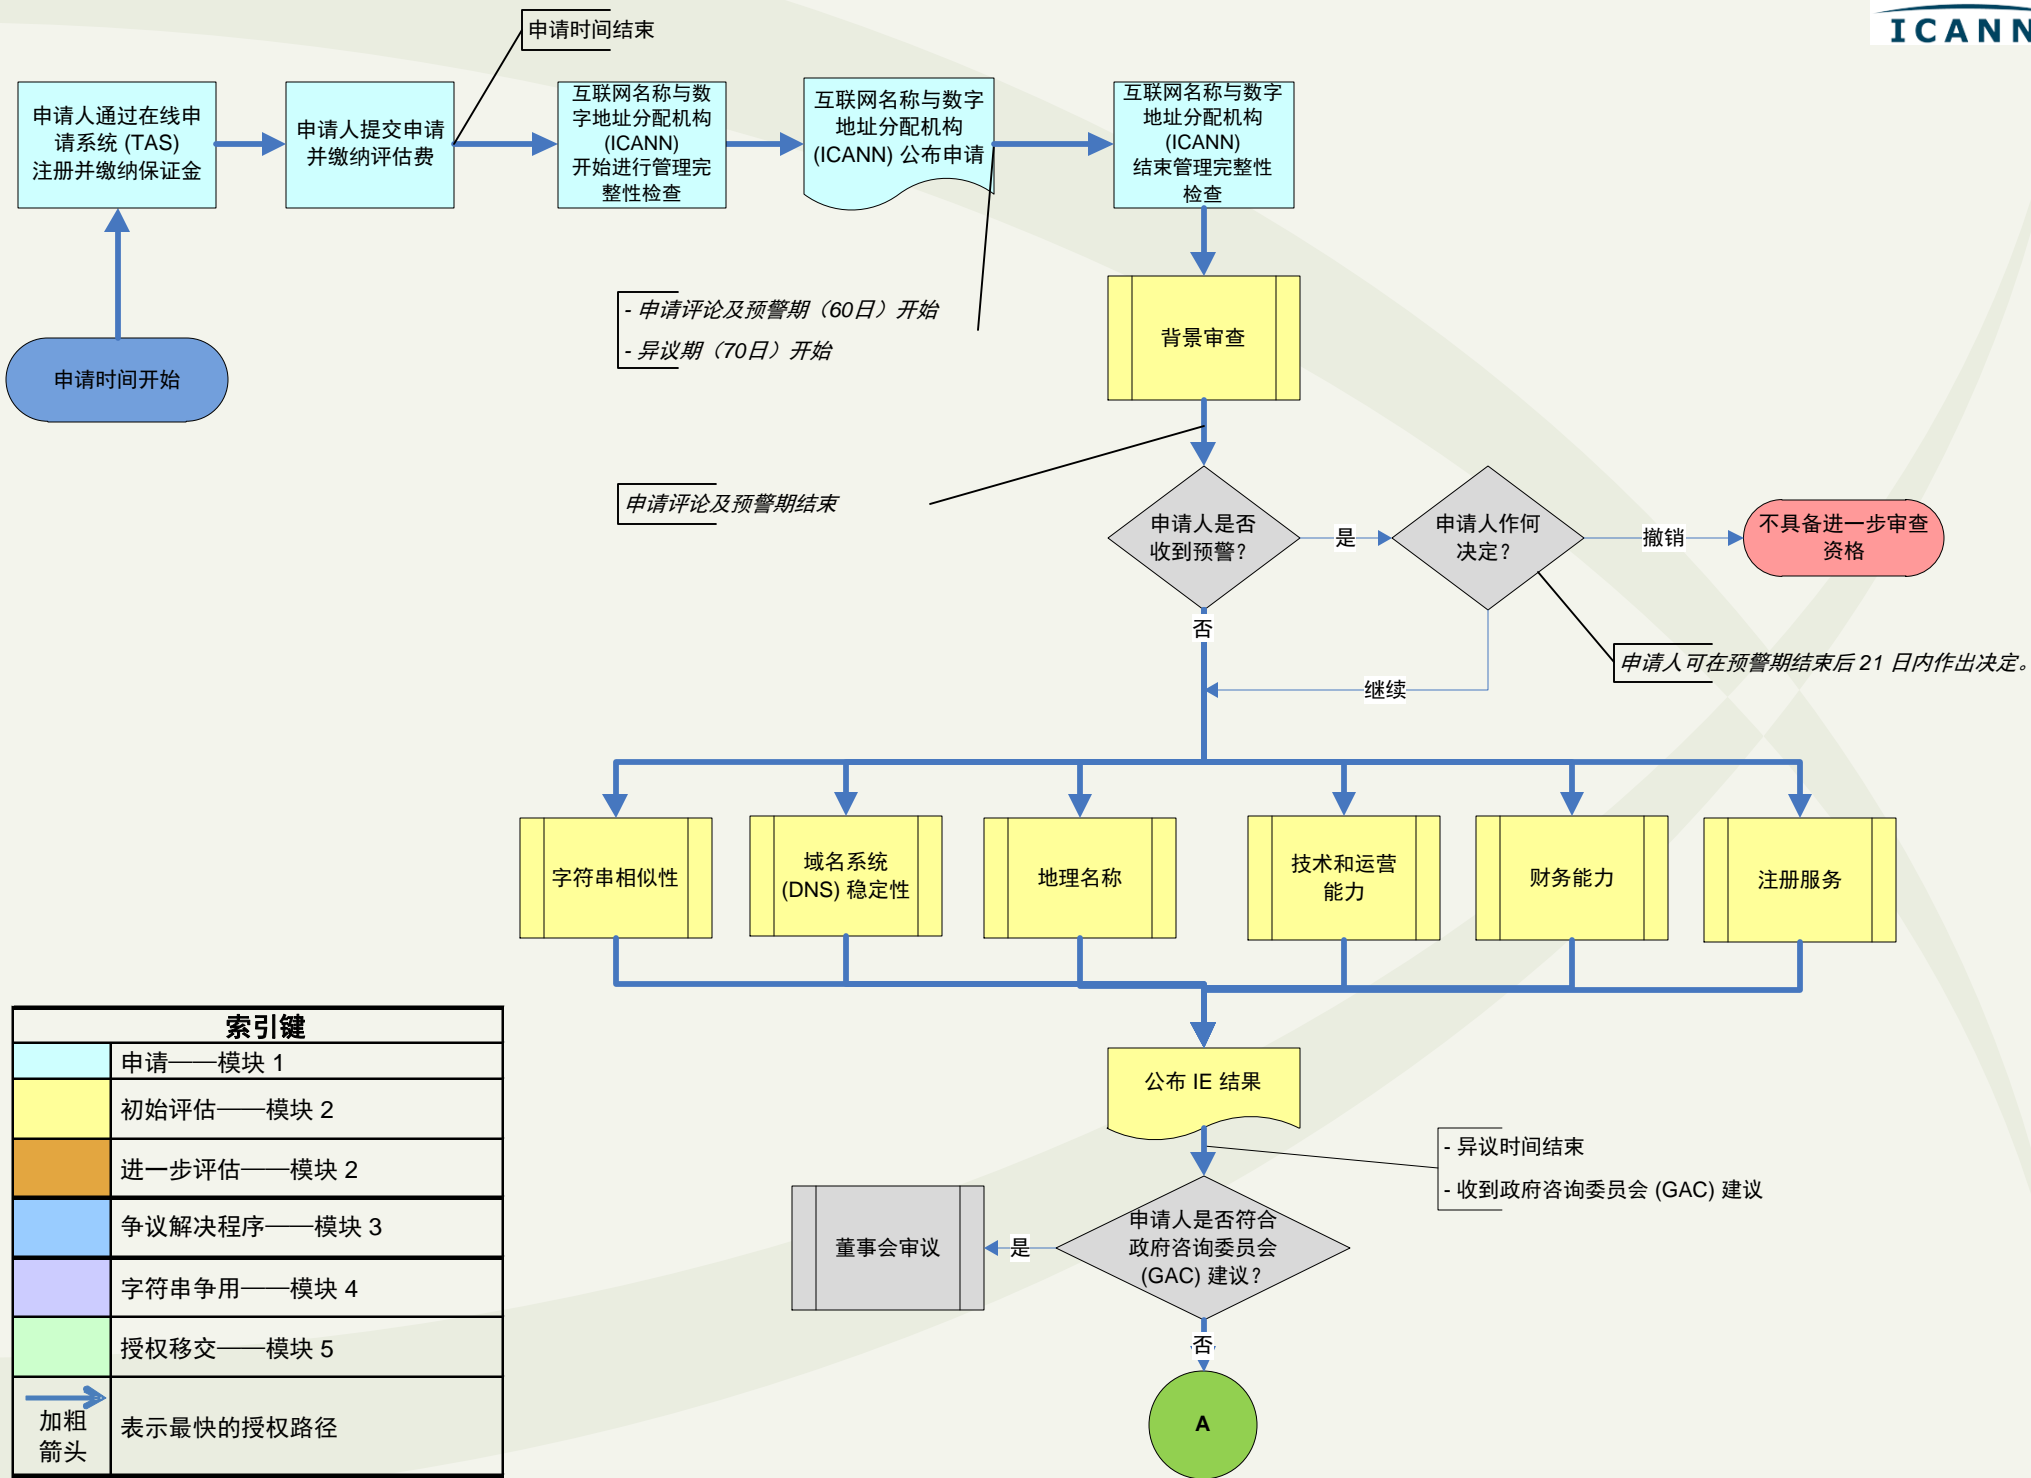 ICANN
申请时间结束
申请人通过在线申
请系统 (TAS)
注册并缴纳保证金
申请人提交申请
并缴纳评估费
互联网名称与数
字地址分配机构
(ICANN)
开始进行管理完
整性检查
互联网名称与数字
地址分配机构
(ICANN) 公布申请
互联网名称与数字
地址分配机构
(ICANN)
结束管理完整性
检查
- 申请评论及预警期（60日）开始
- 异议期（70日）开始
背景审查
申请时间开始
申请评论及预警期结束
申请人是否
收到预警？
是
申请人作何
决定？
撤销
不具备进一步审查
资格
否
申请人可在预警期结束后 21 日内作出决定。
继续
字符串相似性
域名系统
(DNS) 稳定性
地理名称
技术和运营
能力
财务能力
注册服务
公布 IE 结果
- 异议时间结束
- 收到政府咨询委员会 (GAC) 建议
董事会审议
是
申请人是否符合
政府咨询委员会
(GAC) 建议？
否
A
索引键
申请——模块 1
初始评估——模块 2
进一步评估——模块 2
争议解决程序——模块 3
字符串争用——模块 4
授权移交——模块 5
加粗
箭头
表示最快的授权路径